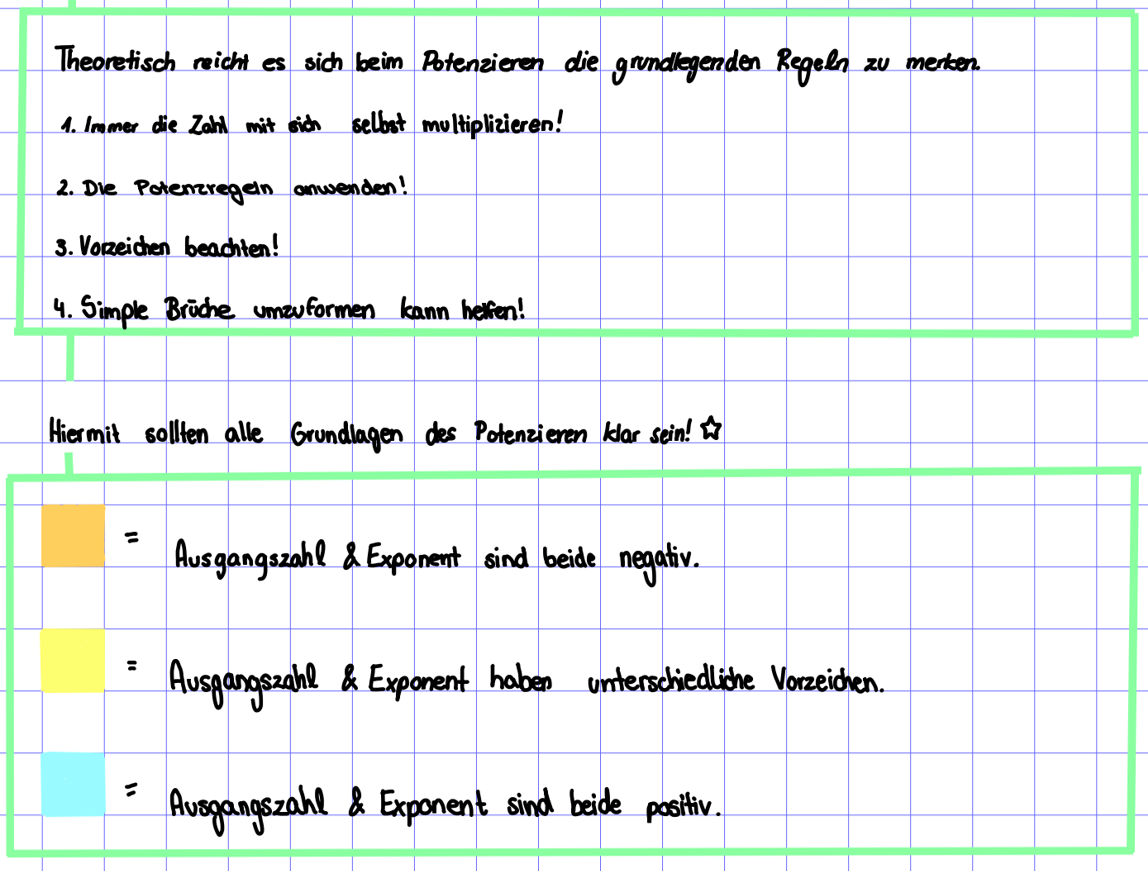 Theoretisch reicht es sich beim Potenzieren die grundlegenden Regeln zu merken.
1. Immer die Zahl mit sich selbst multiplizieren!
2. Die Potenzregeln anwenden!
3. Vorzeichen beachten!
4. Simple Brüche umzuformen kann helfen!
Hiermit sollten alle Grundlagen des Potenzieren klar sein! ☆
= Ausgangszahl & Exponent sind beide negativ.
= Ausgangszahl & Exponent haben unterschiedliche Vorzeichen.
= Ausgangszahl & Exponent sind beide positiv.